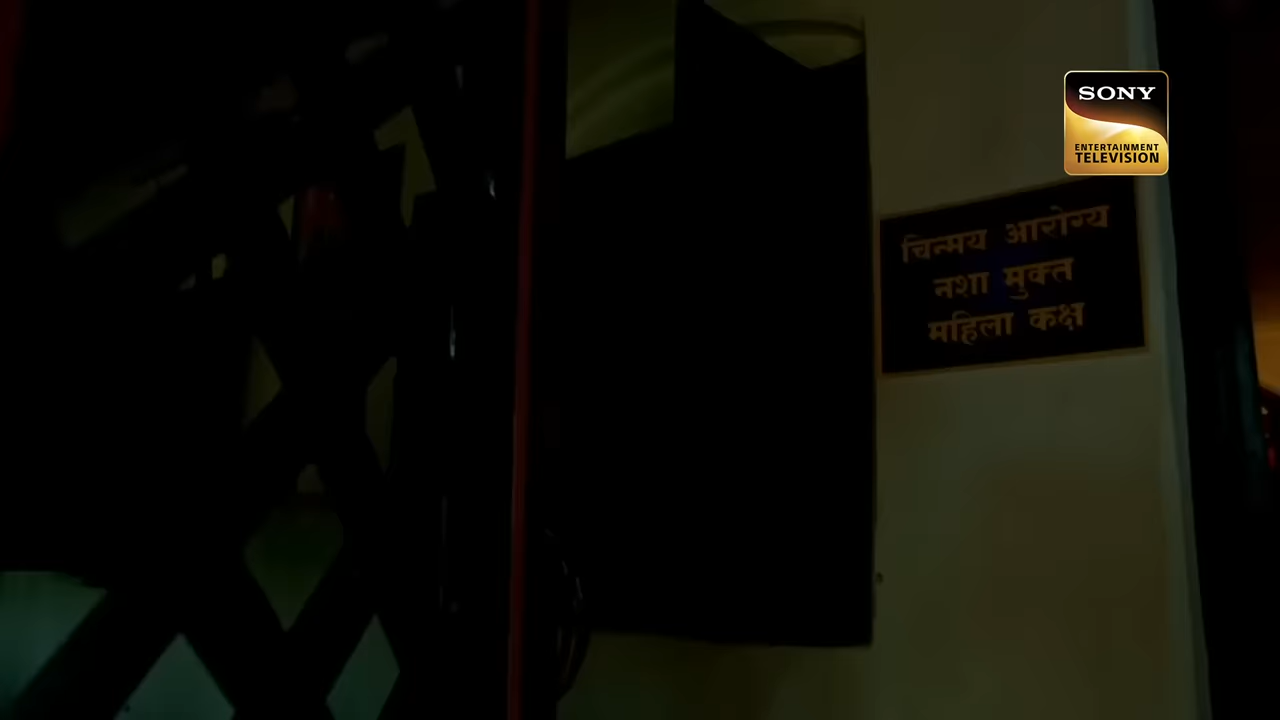 SONY
ENTERTAINMENT
TELEVISION
चिन्मय आरोग्य
नशा मुक्त
महिला कक्ष